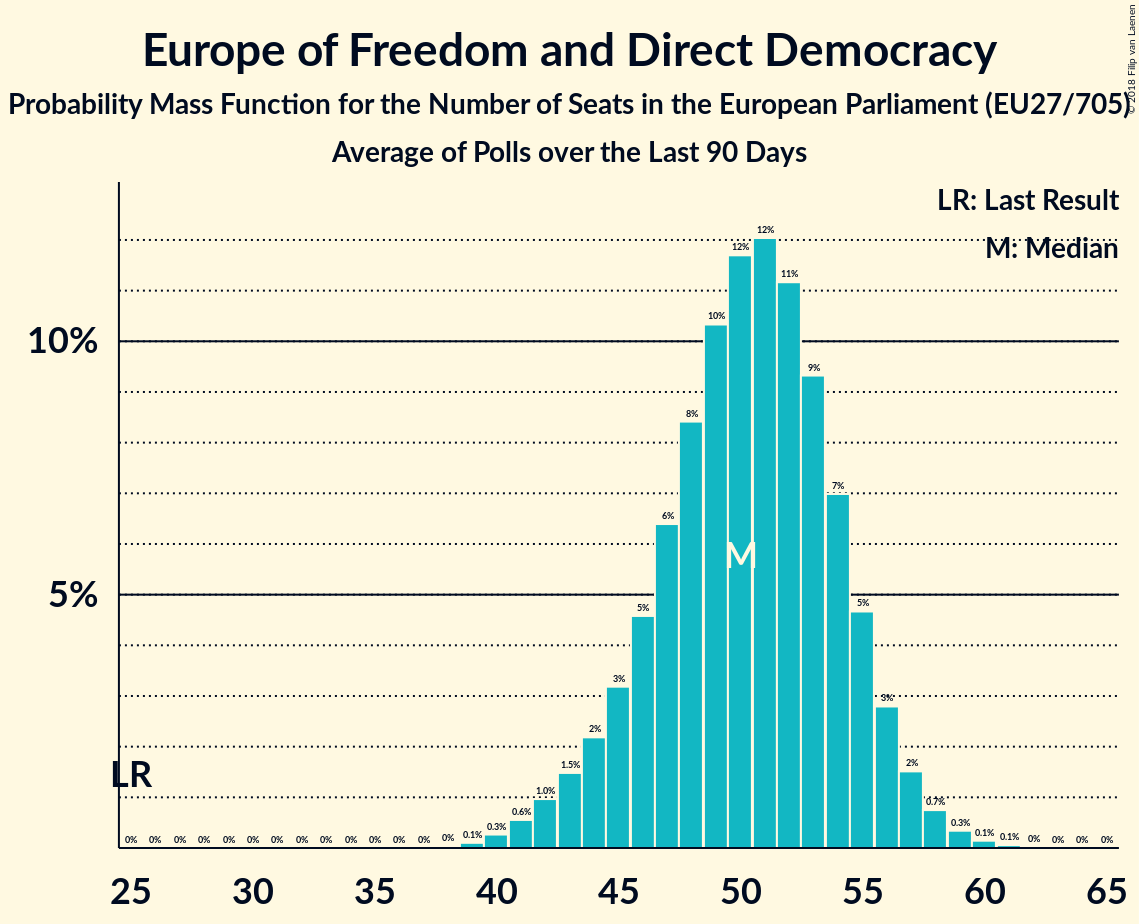 Europe of Freedom and Direct Democracy
Probability Mass Function for the Number of Seats in the European Parliament (EU27/705)
Average of Polls over the Last 90 Days
© 2018 Filip van Laenen
LR: Last Result
M: Median
10%
5%
LR
M
0% 0% 0% 0% 0% 0% 0% 0% 0% 0% 0% 0% 0% 0% 0.1% 0.3% 0.6% 1.0% 1.5% 2% 3% 5% 6% 8% 10% 12% 12% 11% 9% 7% 5% 3% 2% 0.7% 0.3% 0.1% 0.1% 0% 0% 0% 0%
25 30 35 40 45 50 55 60 65